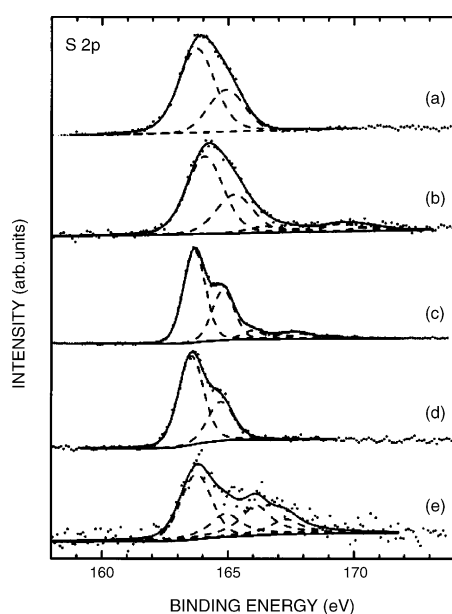 S 2p
(a)
(b)
(c)
(d)
(e)
INTENSITY (arb.units)
160 165 170
BINDING ENERGY (eV)